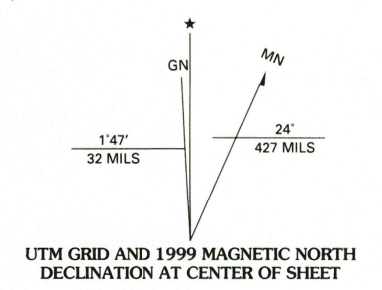 ★
GN
MN
1°47′
32 MILS
24°
427 MILS
UTM GRID AND 1999 MAGNETIC NORTH
DECLINATION AT CENTER OF SHEET